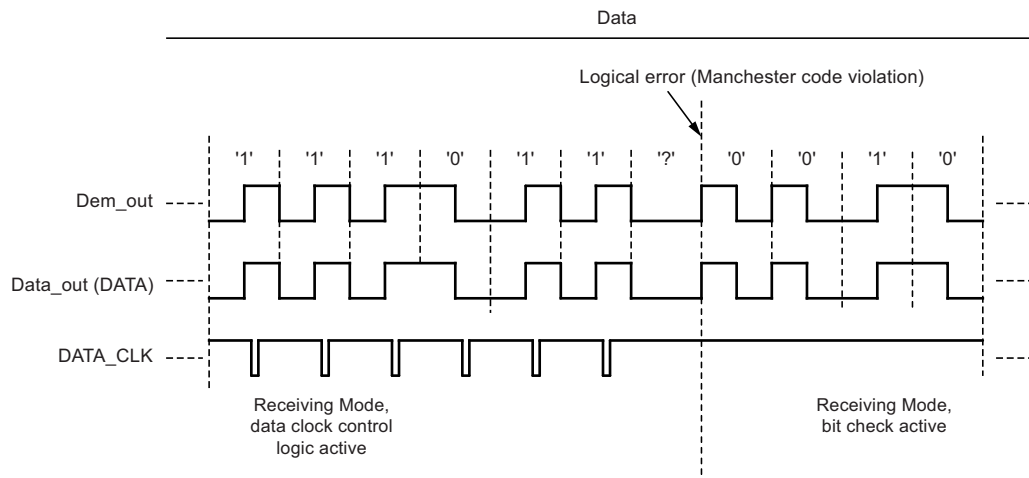 Data
Logical error (Manchester code violation)
'1' '1' '1' '0' '1' '1' '?' '0' '0' '1' '0'
Dem_out
Data_out (DATA)
DATA_CLK
Receiving Mode,
data clock control
logic active
Receiving Mode,
bit check active